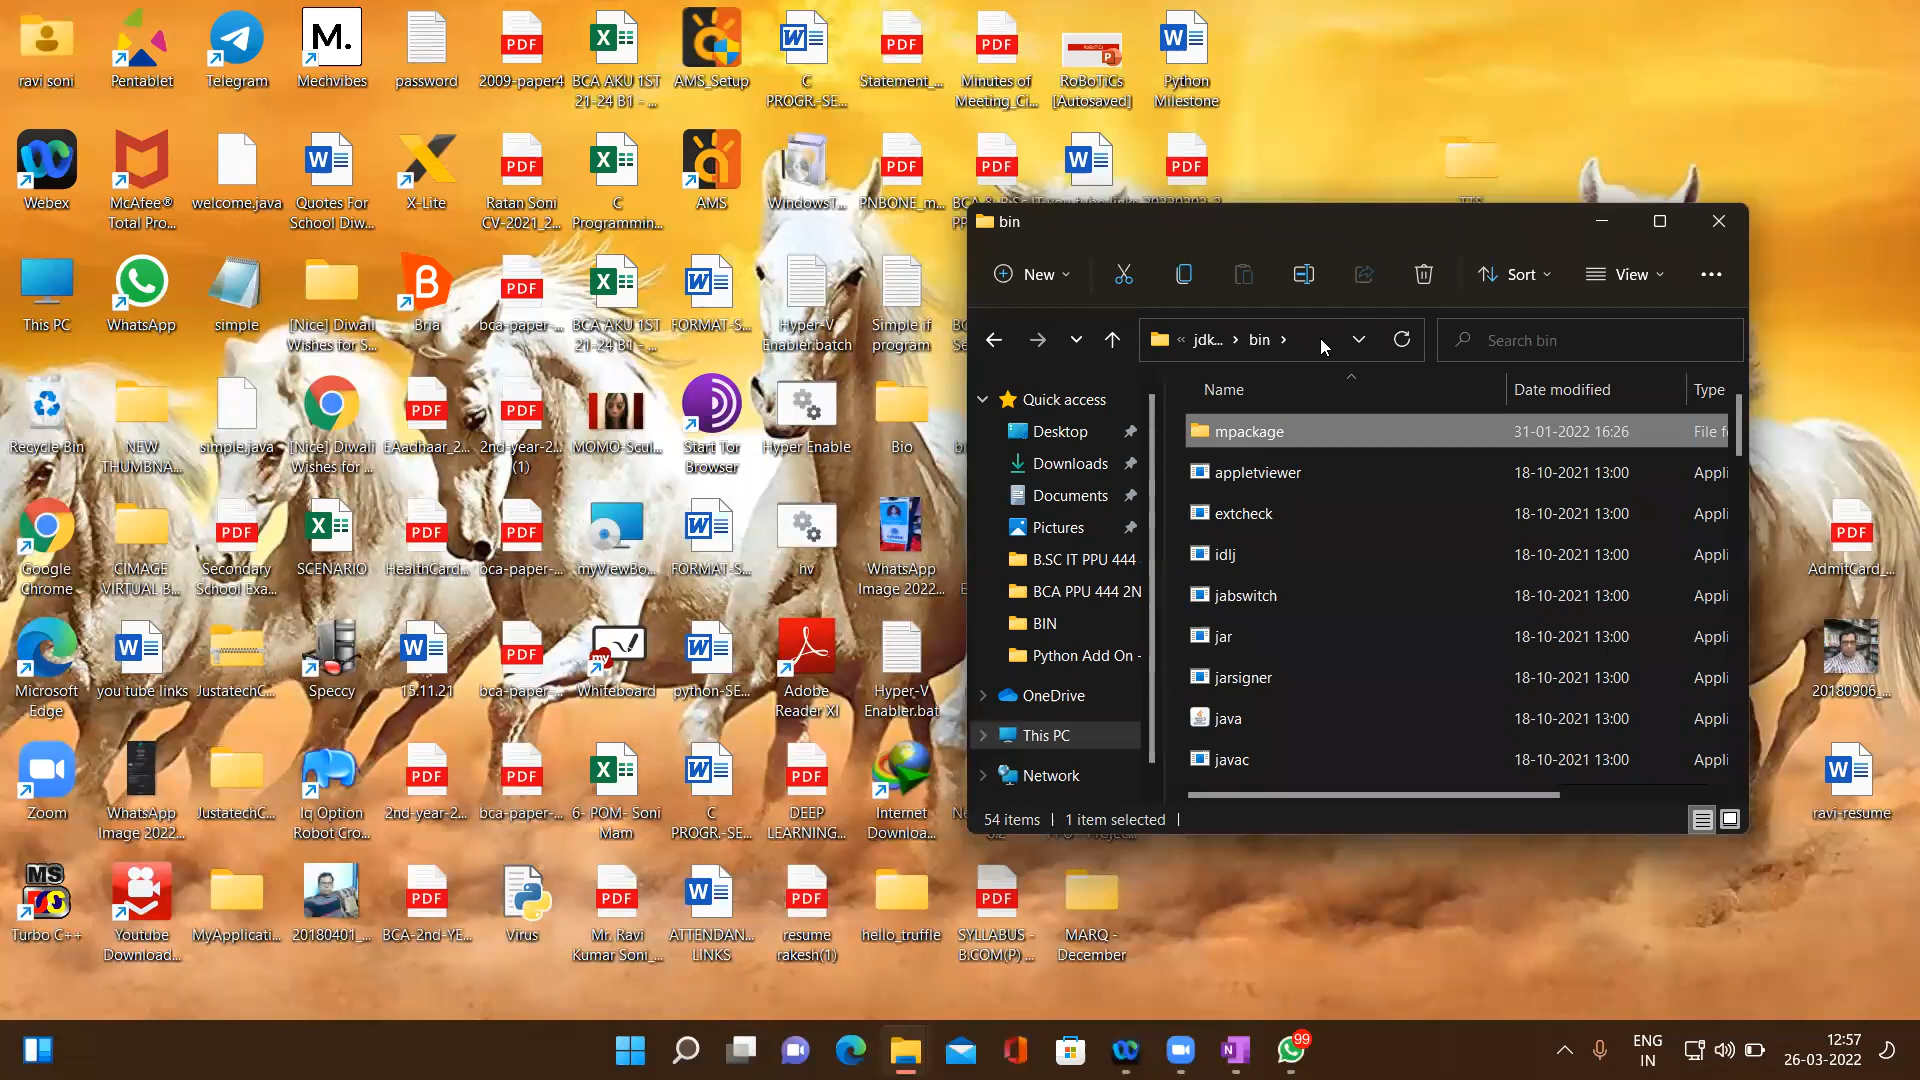 ravi soni
Pentablet
Telegram
M.
Mechvibes
password
2009-paper4
BCA AKU 1ST
21-24 B1 - ...
AMS_Setup
C
PROGR.-SE...
Statement_...
Minutes of
Meeting_Ci...
RoBoTiCs
[Autosaved]
Python
Milestone
Webex
McAfee®
Total Pro...
welcome.java
Quotes For
School Diw...
X-Lite
Ratan Soni
CV-2021_2...
C
Programmin...
AMS
WindowsT...
PNBONE_m...
TTS
This PC
WhatsApp
simple
[Nice] Diwali
Wishes for S...
Bria
bca-paper-...
BCA AKU 1ST
21-24 B1 - ...
FORMAT-S...
Hyper-V
Enabler.batch
Simple if
program
Recycle Bin
NEW
THUMBNA...
simple.java
[Nice] Diwali
Wishes for ...
EAadhaar_2...
2nd-year-2...
(1)
MOMO-Scul...
Start Tor
Browser
Hyper Enable
Bio
Google
Chrome
CIMAGE
VIRTUAL B...
Secondary
School Exa...
SCENARIO
HealthCard...
bca-paper-...
myViewBo...
FORMAT-S...
hv
WhatsApp
Image 2022...
Microsoft
Edge
you tube links
JustatechC...
Speccy
15.11.21
bca-paper-...
Whiteboard
python-SE...
Adobe
Reader XI
Hyper-V
Enabler.bat
Zoom
WhatsApp
Image 2022...
JustatechC...
Iq Option
Robot Cro...
2nd-year-2...
bca-paper-...
6- POM- Soni
Mam
C
PROGR.-SE...
DEEP
LEARNING...
Internet
Downloa...
Turbo C++
Youtube
Download...
MyApplicati...
20180401_...
BCA-2nd-YE...
Virus
Mr. Ravi
Kumar Soni_...
ATTENDAN...
LINKS
resume
rakesh(1)
hello_truffle
SYLLABUS -
B.COM(P) ...
MARQ -
December
AdmitCard_...
20180906_...
ravi-resume
bin
New
Sort
View
jdk...
bin
Search bin
Quick access
Desktop
Downloads
Documents
Pictures
B.SC IT PPU 444
BCA PPU 444 2N
BIN
Python Add On -
OneDrive
This PC
Network
Name Date modified Type
mpackage 31-01-2022 16:26 File f
appletviewer 18-10-2021 13:00 Appli
extcheck 18-10-2021 13:00 Appli
idlj 18-10-2021 13:00 Appli
jabswitch 18-10-2021 13:00 Appli
jar 18-10-2021 13:00 Appli
jarsigner 18-10-2021 13:00 Appli
java 18-10-2021 13:00 Appli
javac 18-10-2021 13:00 Appli
54 items
1 item selected
99
ENG
IN
12:57
26-03-2022